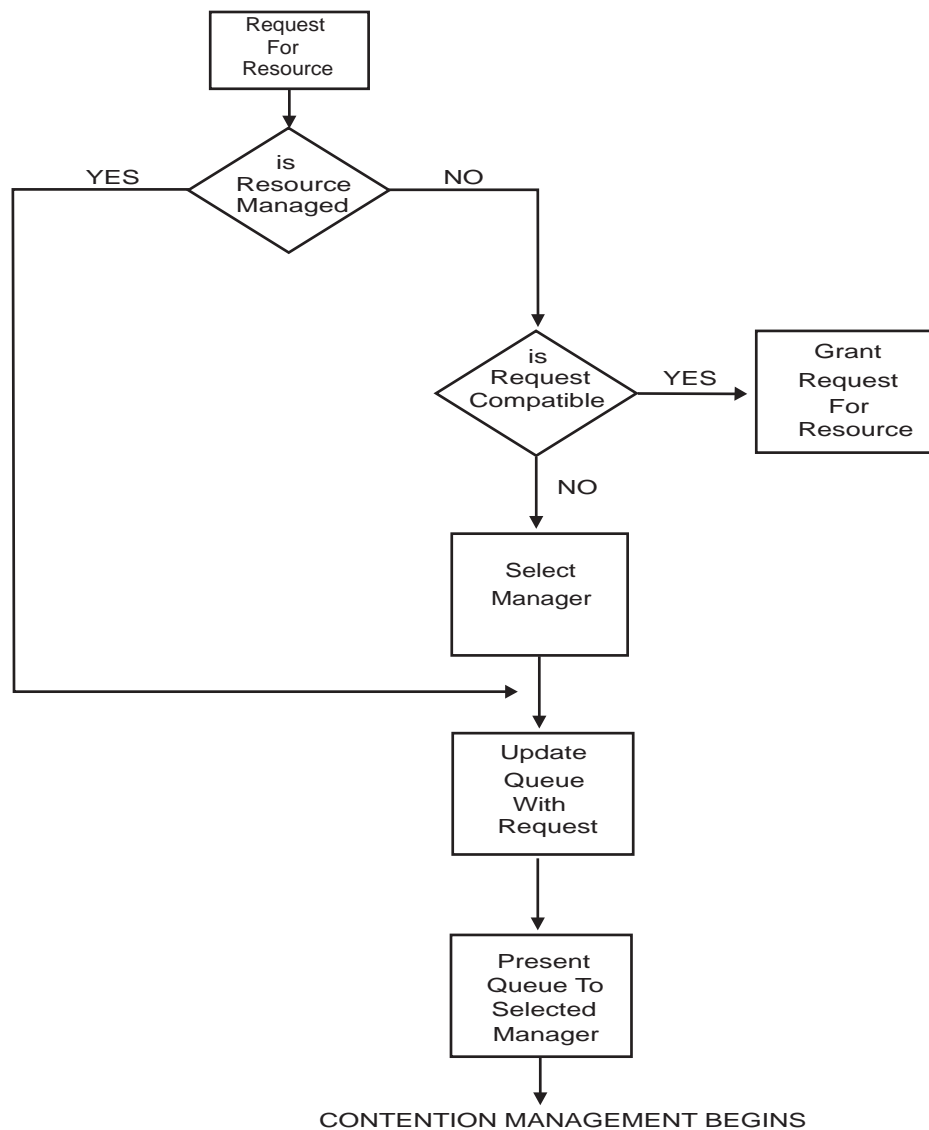 Request
For
Resource
is
Resource
Managed
YES
NO
is
Request
Compatible
YES
Grant
Request
For
Resource
NO
Select
Manager
Update
Queue
With
Request
Present
Queue To
Selected
Manager
CONTENTION MANAGEMENT BEGINS